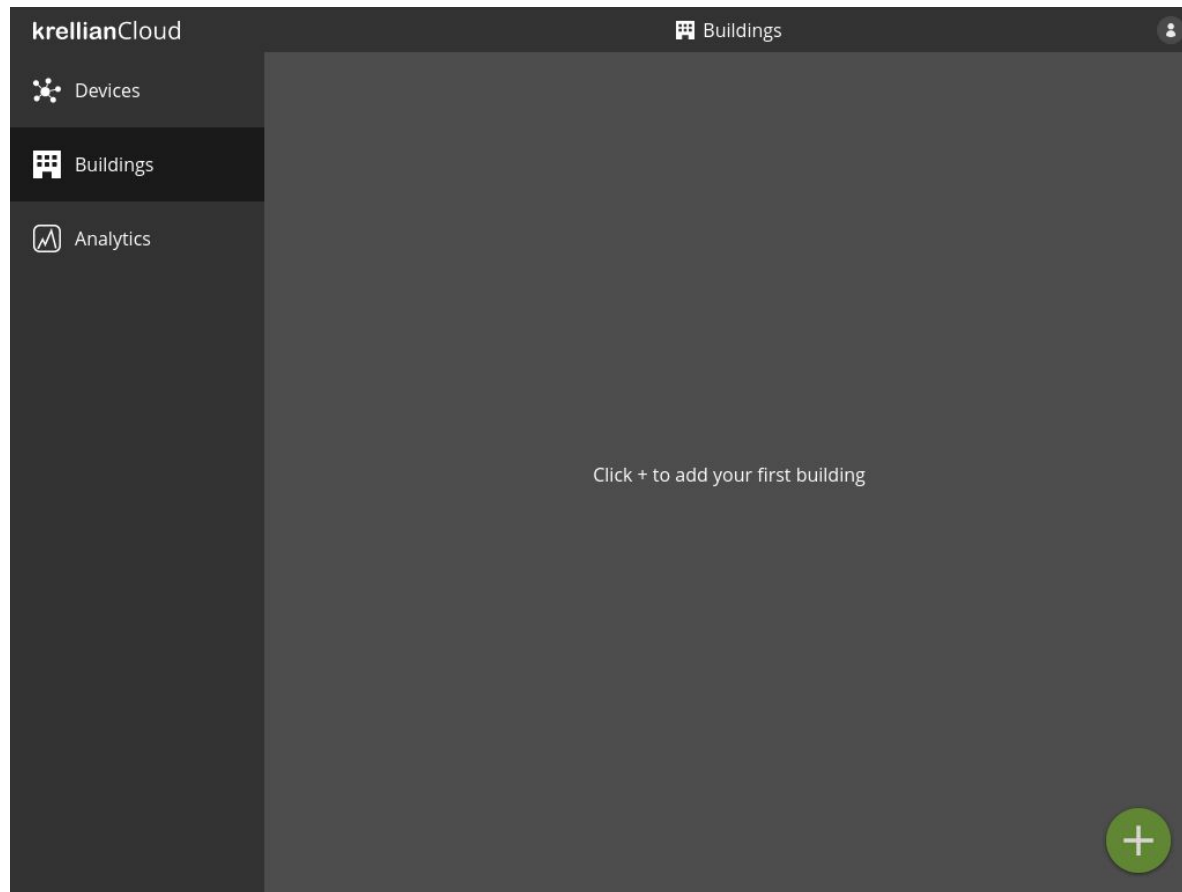 krellianCloud
Buildings
Devices
Buildings
Analytics
Click + to add your first building